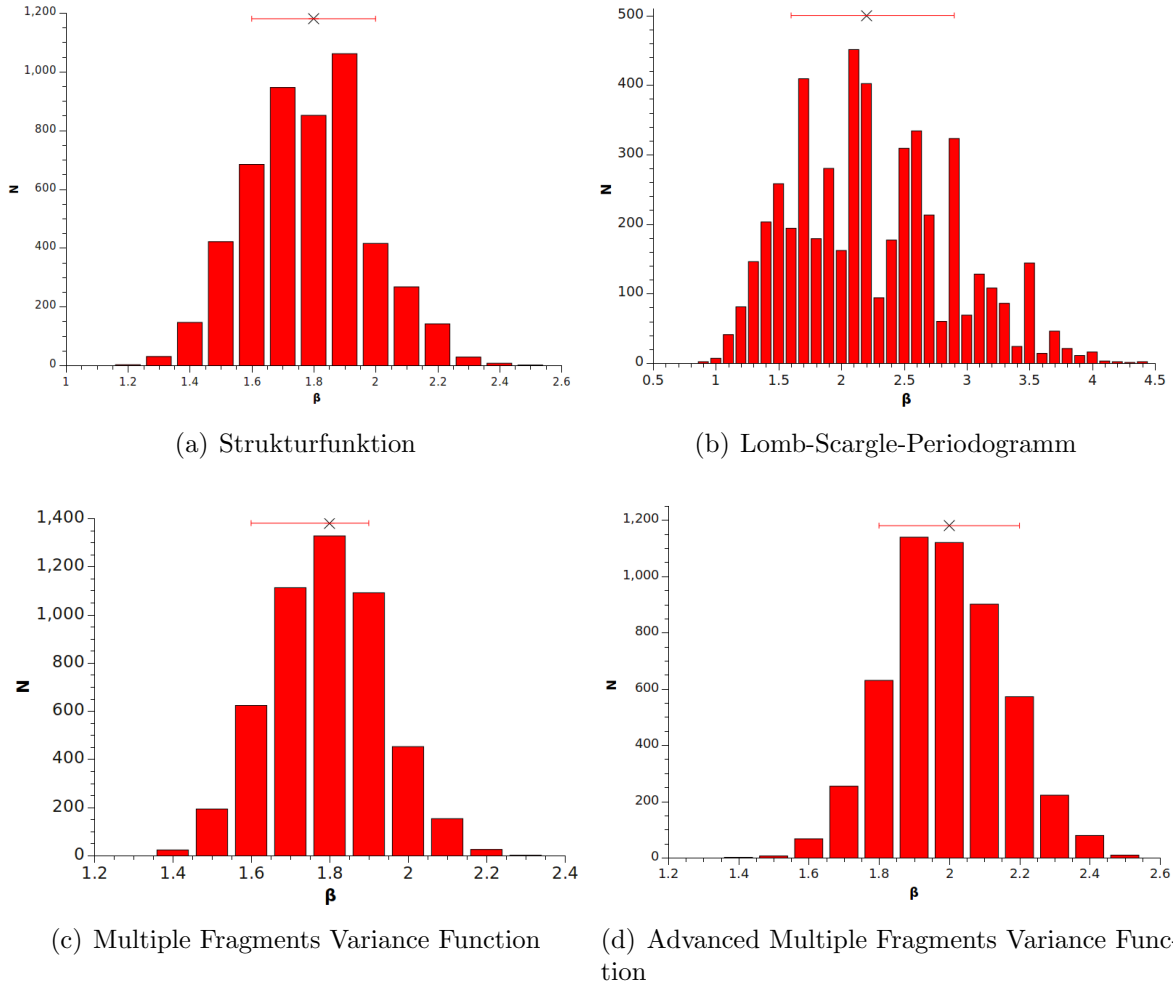 1,200
1,000
800
600
400
200
0
N
1 1.2 1.4 1.6 1.8 2 2.2 2.4 2.6
β
(a) Strukturfunktion
500
400
300
200
100
0
N
0.5 1 1.5 2 2.5 3 3.5 4 4.5
β
(b) Lomb-Scargle-Periodogramm
1,400
1,200
1,000
800
600
400
200
0
N
1.2 1.4 1.6 1.8 2 2.2 2.4
β
(c) Multiple Fragments Variance Function
1,200
1,000
800
600
400
200
0
N
1.2 1.4 1.6 1.8 2 2.2 2.4 2.6
β
(d) Advanced Multiple Fragments Variance Func-
tion